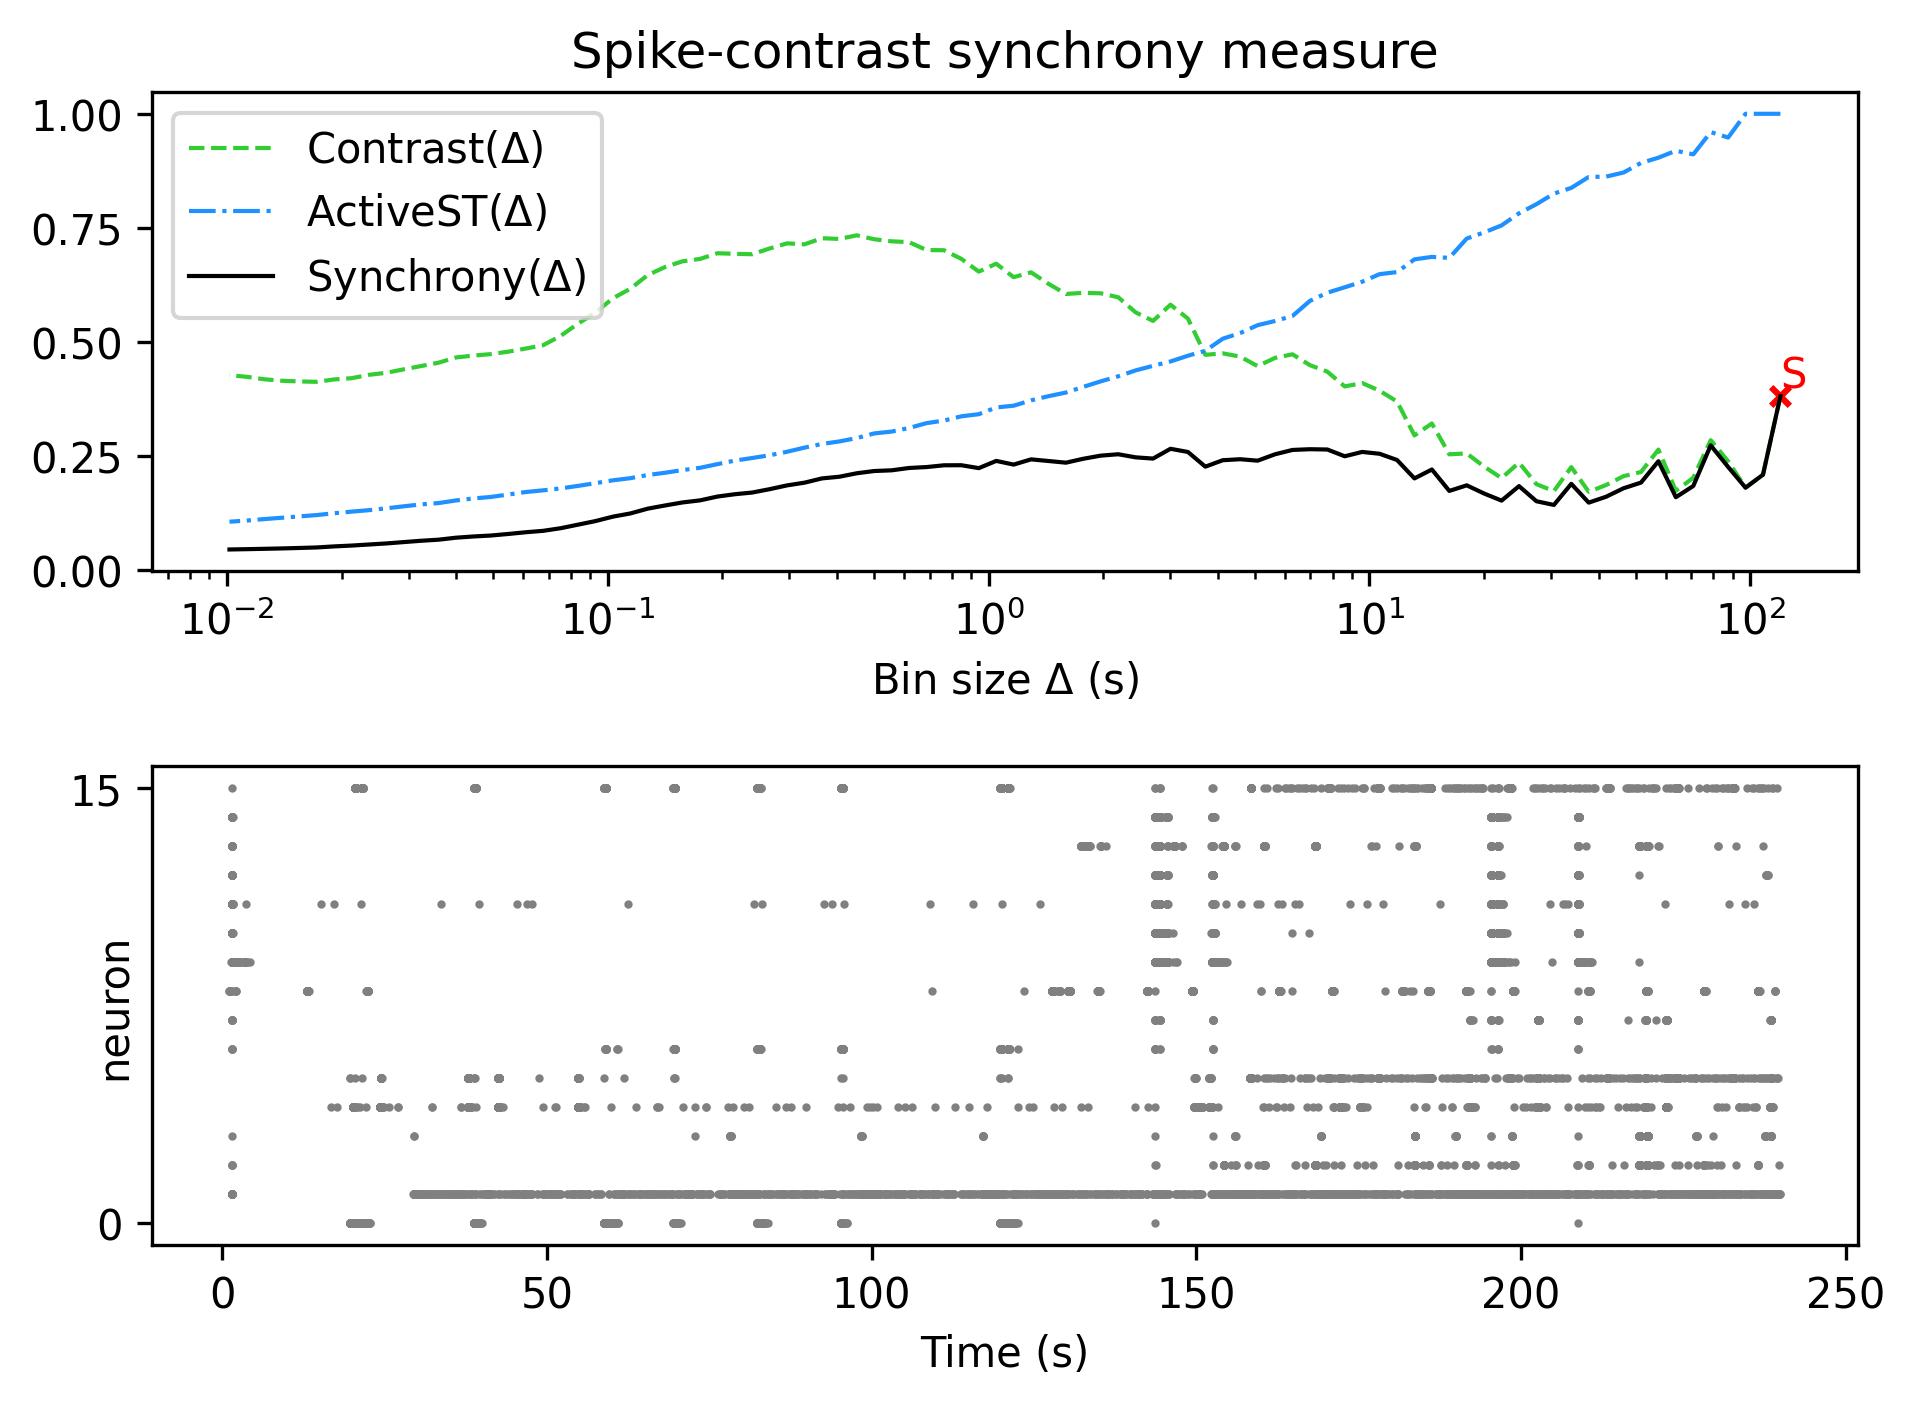 Spike-contrast synchrony measure
1.00
0.75
0.50
0.25
0.00
Contrast(Δ)
ActiveST(Δ)
Synchrony(Δ)
S
10⁻² 10⁻¹ 10⁰ 10¹ 10²
Bin size Δ (s)
15
0
neuron
0 50 100 150 200 250
Time (s)